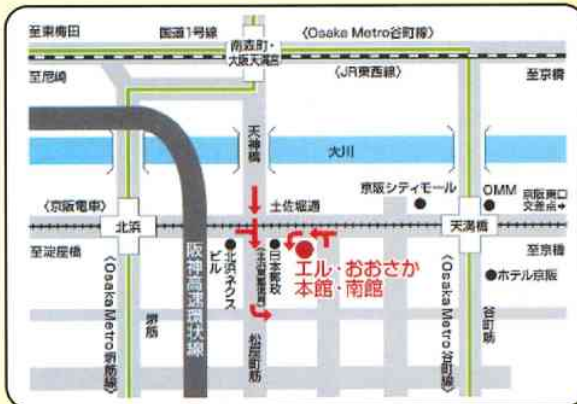 至東梅田
国道1号線
南森町・
大阪天満宮
〈Osaka Metro谷町線〉
至尼崎
〈JR東西線〉
至京橋
天神橋
大川
京阪シティモール
OMM
京阪東口
交差点→
〈京阪電車〉
北浜
土佐堀通
天満橋
至淀屋橋
至京橋
阪神高速環状線
北浜ネクス
ビル
日本郵政
エル・おおさか
本館・南館
ホテル京阪
〈Osaka Metro堺筋線〉
堺筋
松屋町筋
〈Osaka Metro谷町線〉
谷町筋